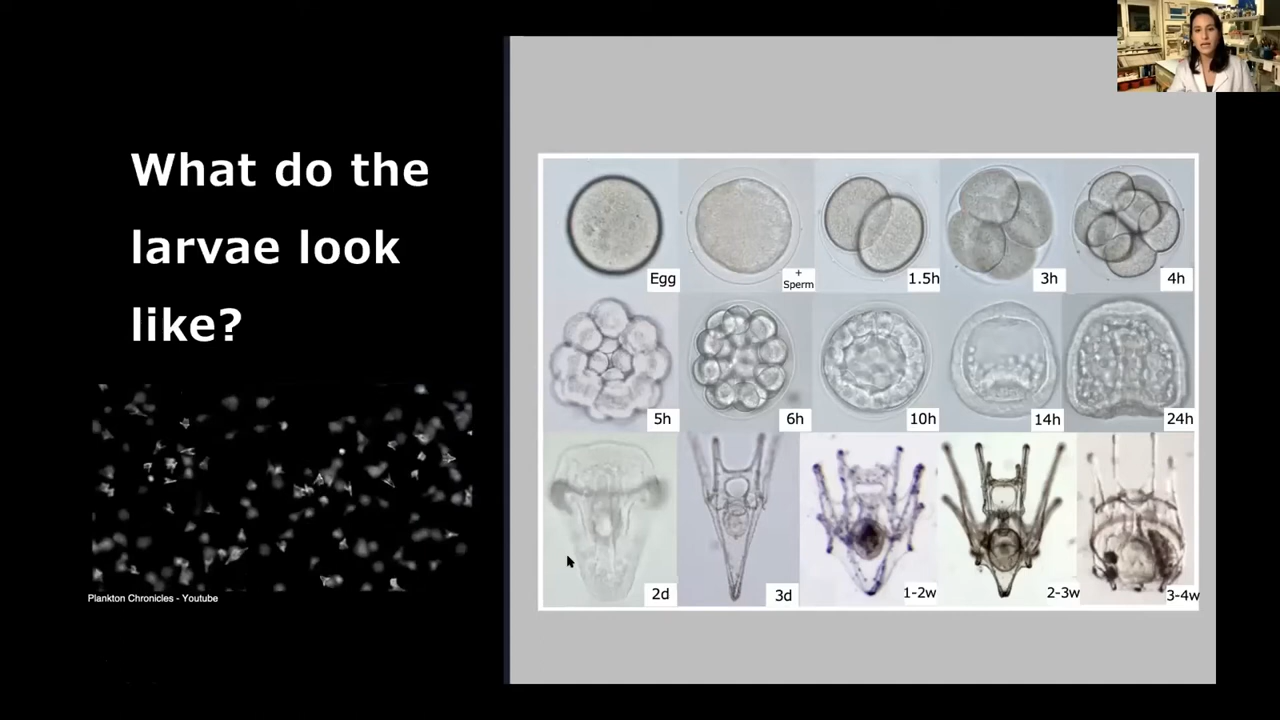 What do the
larvae look
like?
Plankton Chronicles - Youtube
Egg
+
Sperm
1.5h
3h
4h
5h
6h
10h
14h
24h
2d
3d
1-2w
2-3w
3-4w